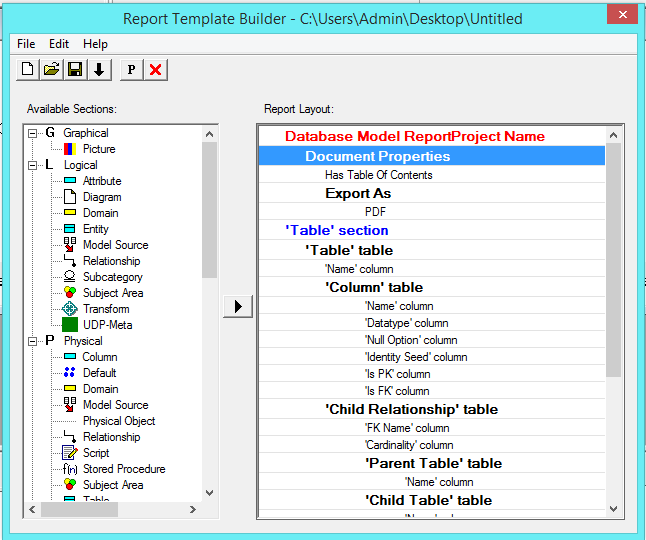 Report Template Builder - C:\Users\Admin\Desktop\Untitled
File Edit Help
P
Available Sections:
Report Layout:
G Graphical
Picture
L Logical
Attribute
Diagram
Domain
Entity
Model Source
Relationship
Subcategory
Subject Area
Transform
UDP-Meta
P Physical
Column
Default
Domain
Model Source
Physical Object
Relationship
Script
f(n) Stored Procedure
Subject Area
Table
Database Model ReportProject Name
Document Properties
Has Table Of Contents
Export As
PDF
'Table' section
'Table' table
'Name' column
'Column' table
'Name' column
'Datatype' column
'Null Option' column
'Identity Seed' column
'Is PK' column
'Is FK' column
'Child Relationship' table
'FK Name' column
'Cardinality' column
'Parent Table' table
'Name' column
'Child Table' table
'Name' column